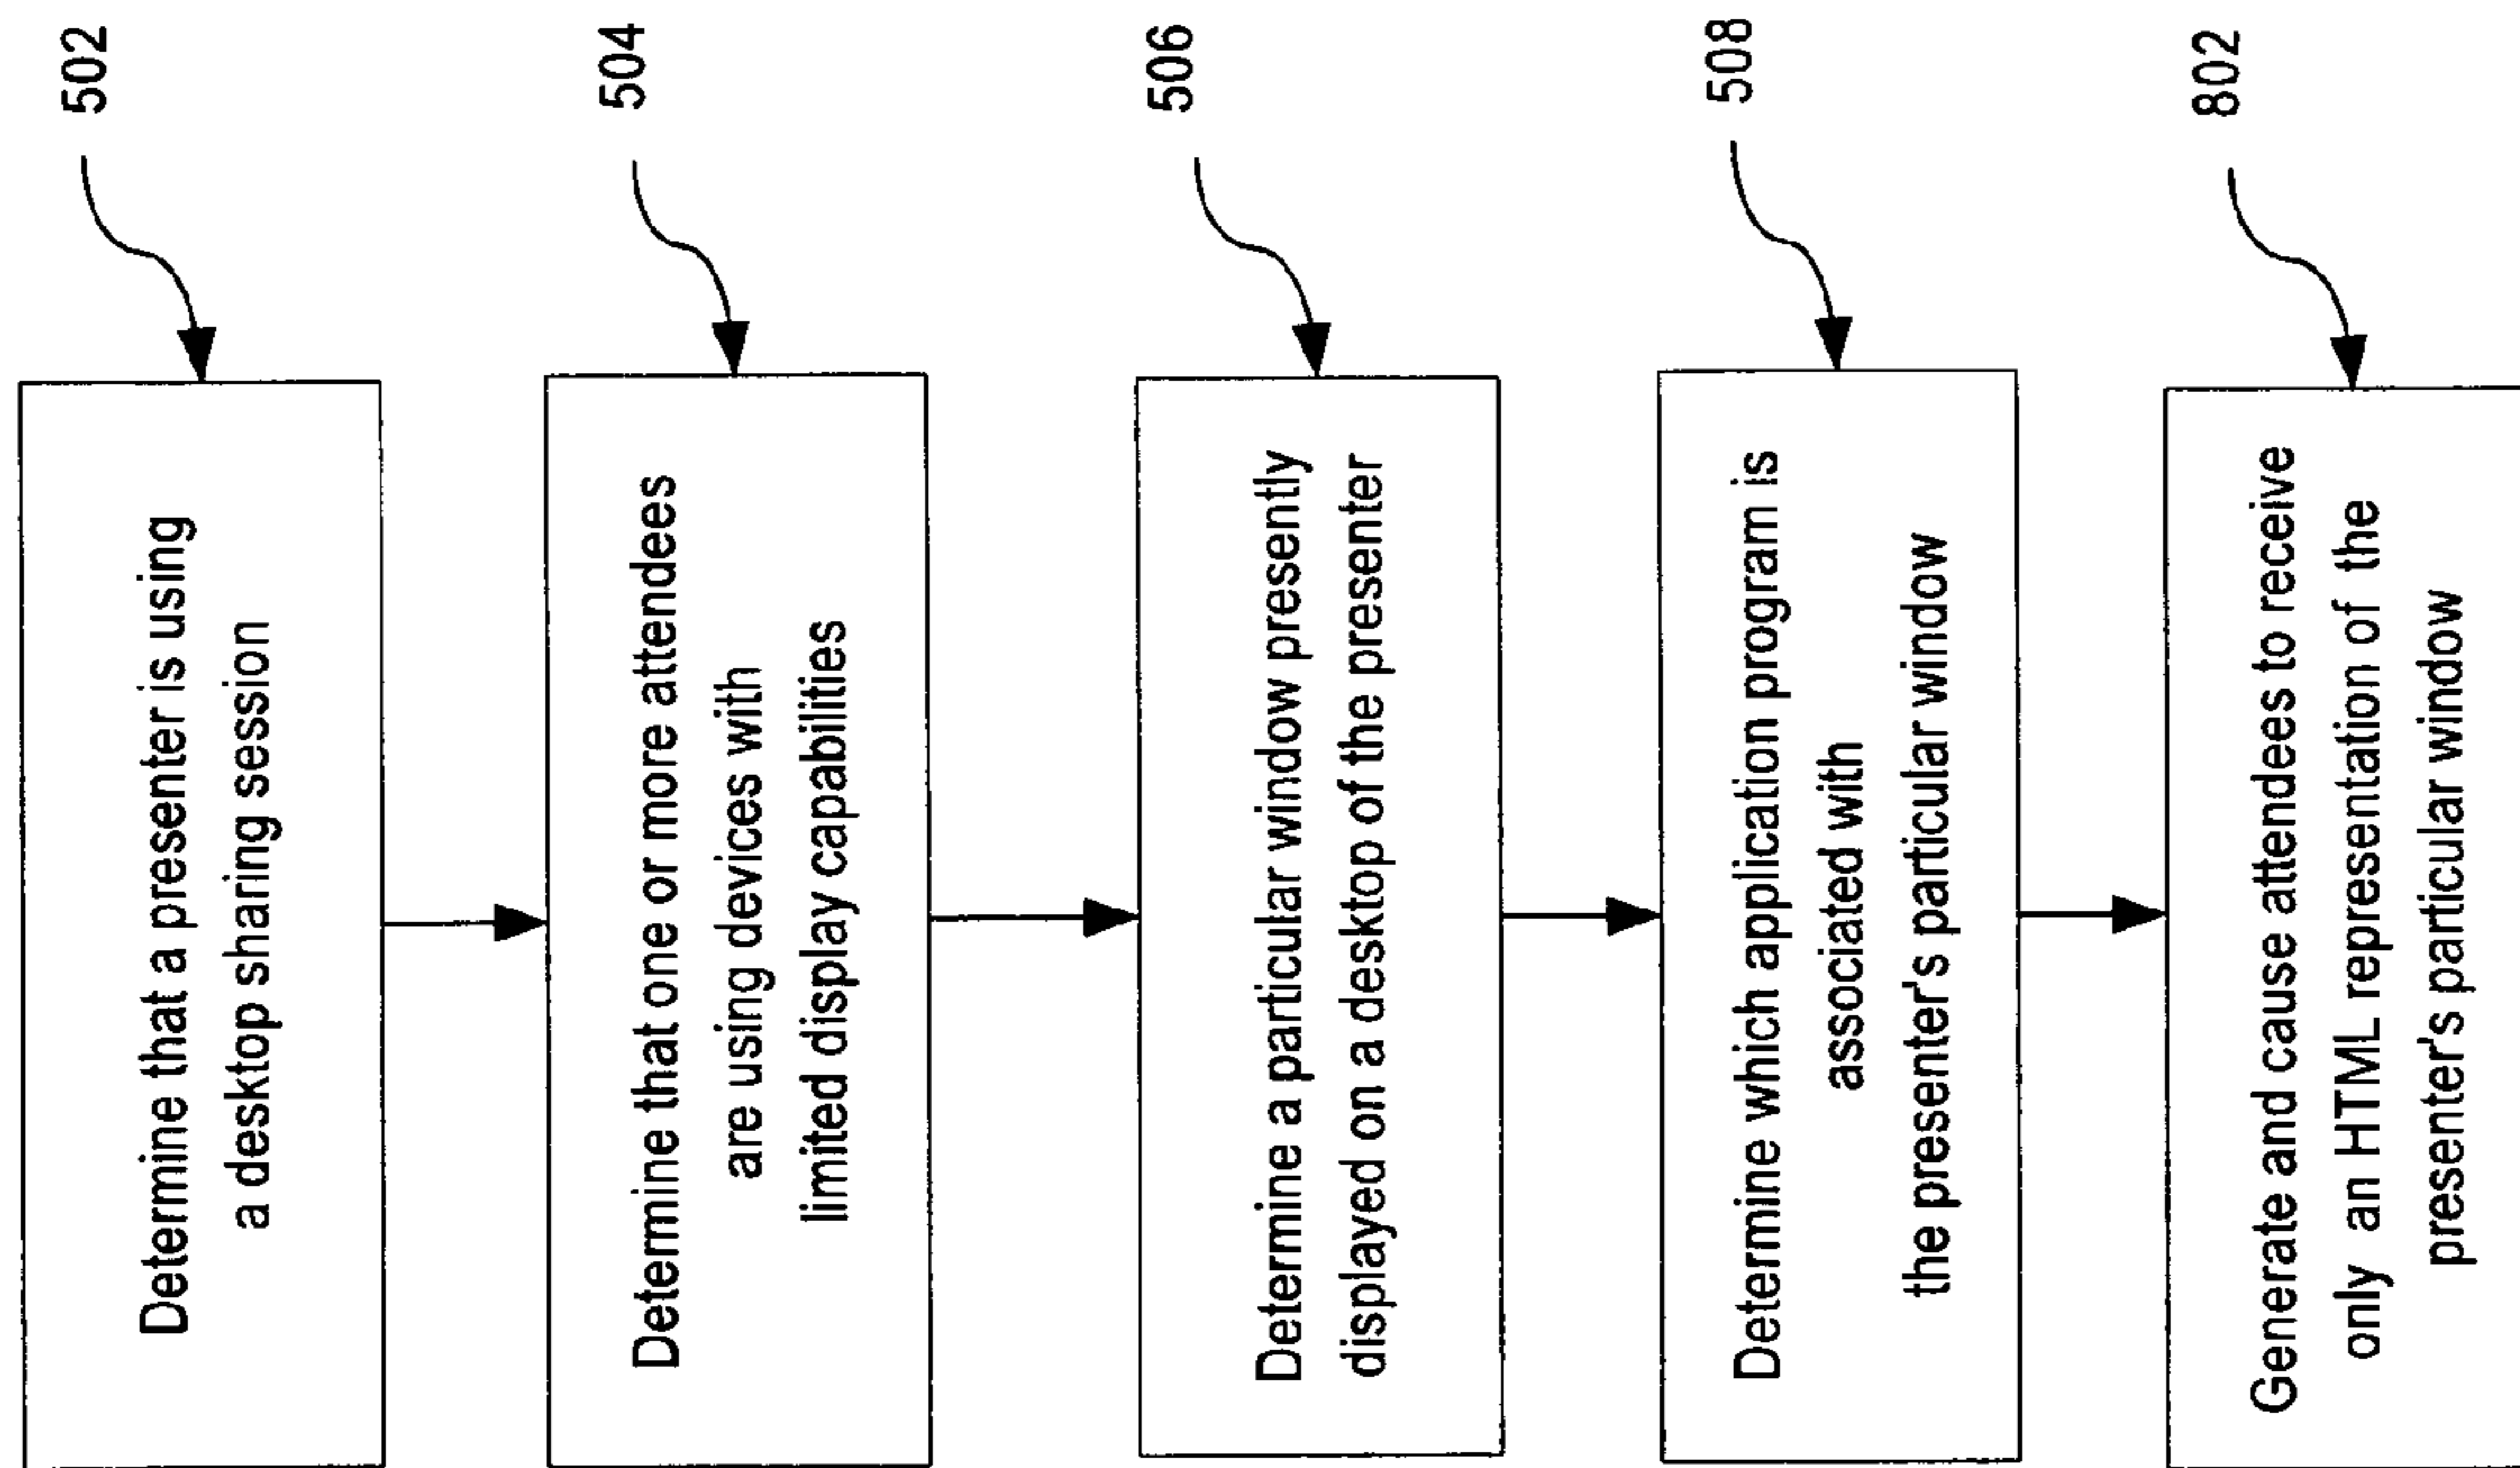 502
Determine that a presenter is using
a desktop sharing session
504
Determine that one or more attendees
are using devices with
limited display capabilities
506
Determine a particular window presently
displayed on a desktop of the presenter
508
Determine which application program is
associated with
the presenter's particular window
802
Generate and cause attendees to receive
only an HTML representation of the
presenter's particular window